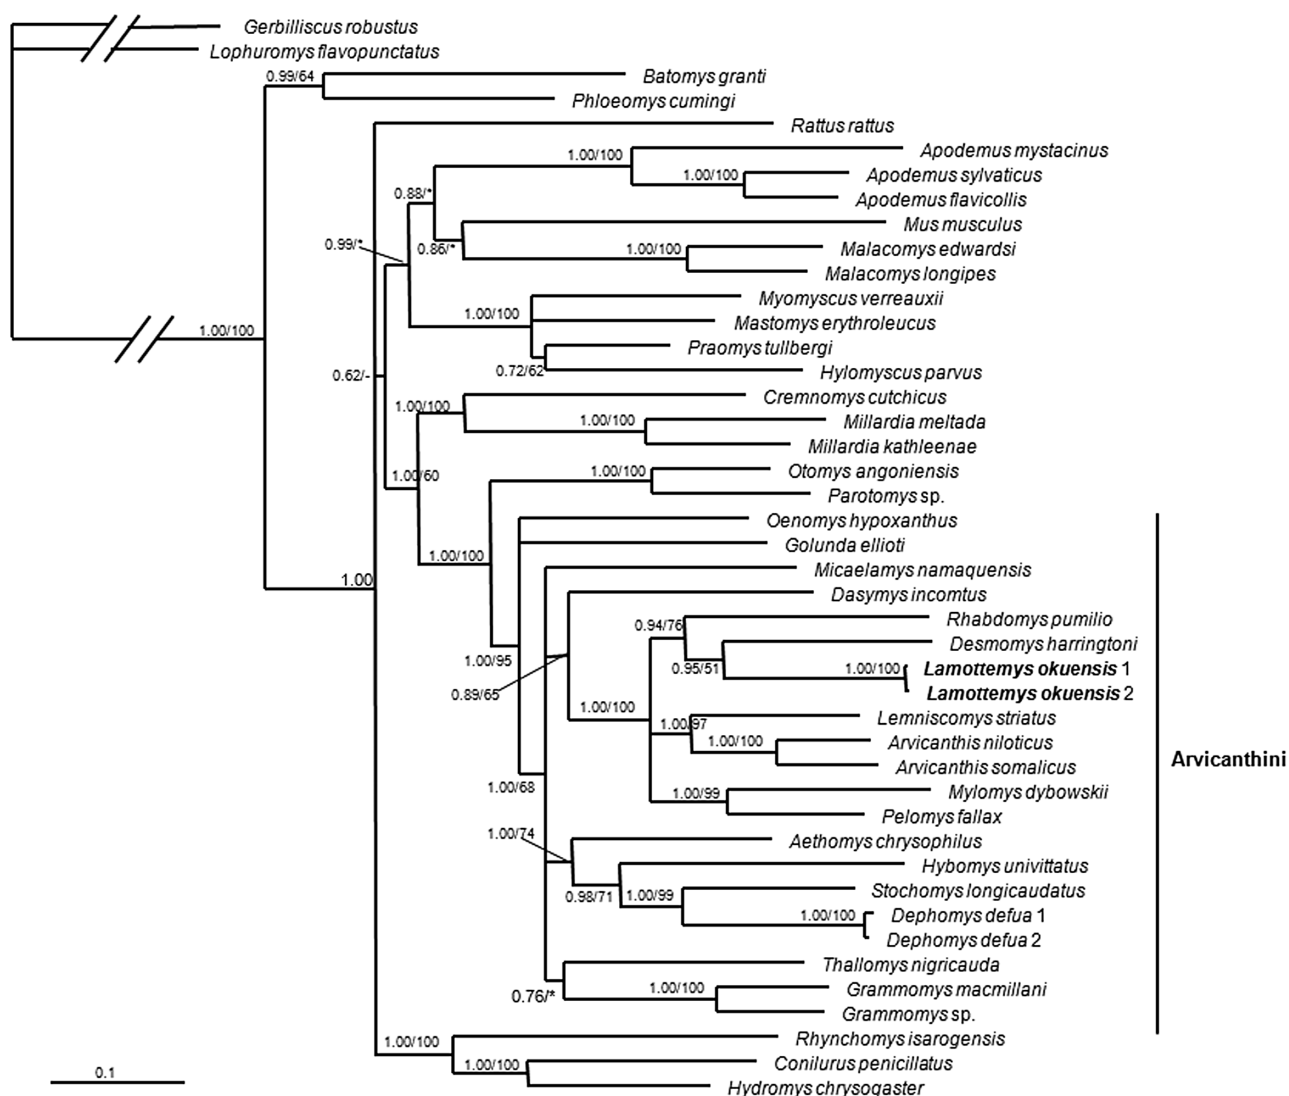 Gerbilliscus robustus
Lophuromys flavopunctatus
0.99/64
Batomys granti
Phloeomys cumingi
Rattus rattus
1.00/100
Apodemus mystacinus
1.00/100
Apodemus sylvaticus
Apodemus flavicollis
0.88/*
Mus musculus
0.99/*
0.86/*
1.00/100
Malacomys edwardsi
Malacomys longipes
Myomyscus verreauxii
1.00/100
Mastomys erythroleucus
1.00/100
Praomys tullbergi
0.72/62
Hylomyscus parvus
0.62/-
Cremnomys cutchicus
1.00/100
1.00/100
Millardia meltada
Millardia kathleenae
1.00/60
1.00/100
Otomys angoniensis
Parotomys sp.
Oenomys hypoxanthus
Golunda ellioti
1.00/100
Micaelamys namaquensis
1.00
Dasymys incomtus
0.94/76
Rhabdomys pumilio
Desmomys harringtoni
1.00/95
0.95/51
1.00/100
Lamottemys okuensis 1
0.89/65
Lamottemys okuensis 2
1.00/100
Lemniscomys striatus
1.00/97
1.00/100
Arvicanthis niloticus
Arvicanthis somalicus
Arvicanthini
1.00/68
1.00/99
Mylomys dybowskii
Pelomys fallax
1.00/74
Aethomys chrysophilus
Hybomys univittatus
0.98/71
1.00/99
Stochomys longicaudatus
1.00/100
Dephomys defua 1
Dephomys defua 2
Thallomys nigricauda
0.76/*
1.00/100
Grammomys macmillani
Grammomys sp.
1.00/100
Rhynchomys isarogensis
1.00/100
Conilurus penicillatus
0.1
Hydromys chrysogaster